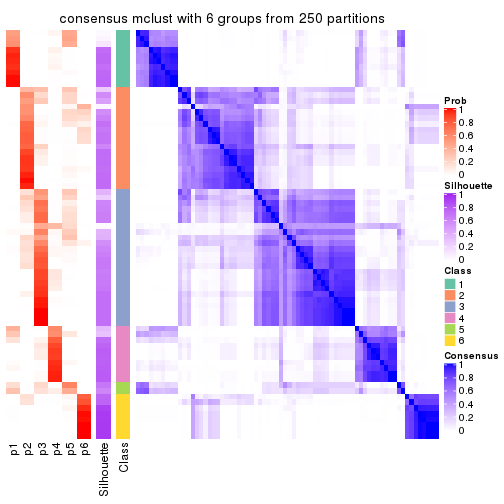 consensus mclust with 6 groups from 250 partitions
Prob
1
0.8
0.6
0.4
0.2
0
Silhouette
1
0.8
0.6
0.4
0.2
0
Class
1
2
3
4
5
6
Consensus
1
0.8
0.6
0.4
0.2
0
p1
p2
p3
p4
p5
p6
Silhouette
Class